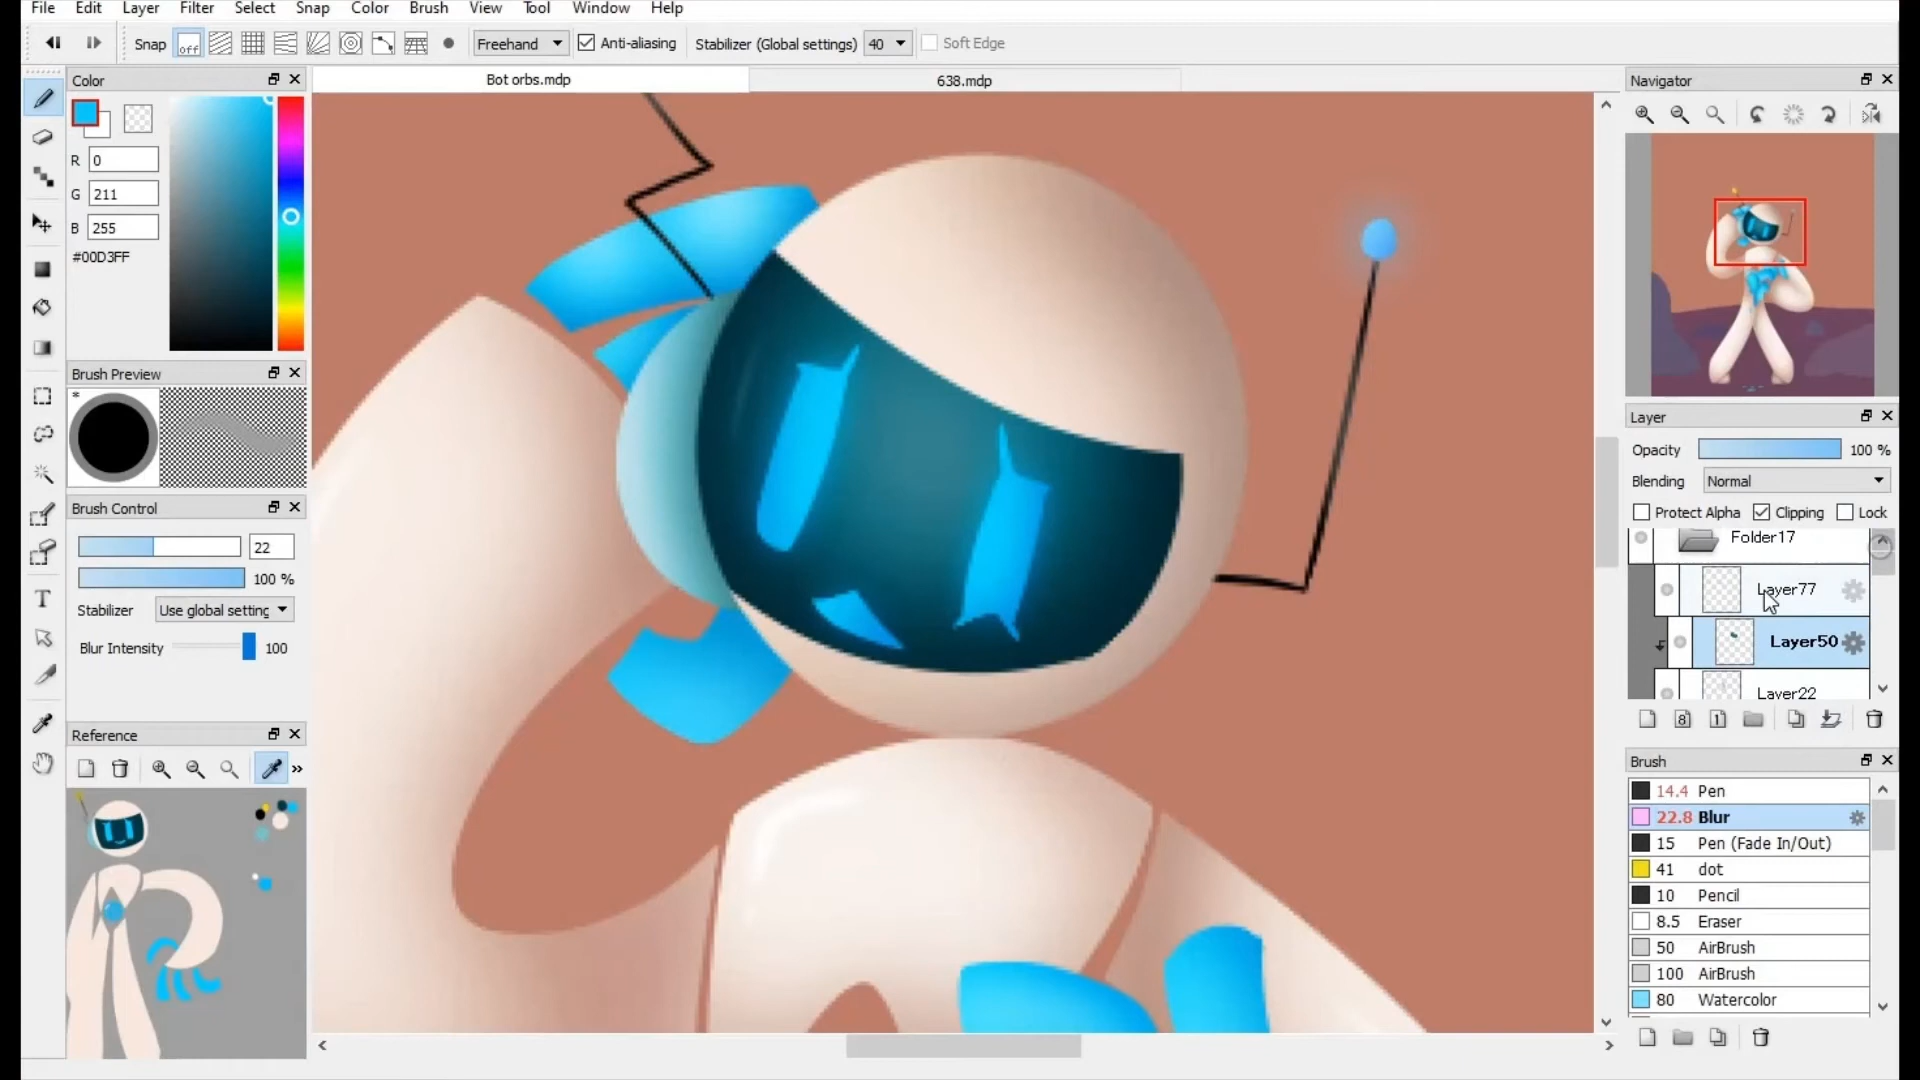 File Edit Layer Filter Select Snap Color Brush View Tool Window Help
Snap off Freehand Anti-aliasing Stabilizer (Global settings) 40 Soft Edge
Color
R 0
G 211
B 255
#00D3FF
Brush Preview
*
Brush Control
22
100 %
Stabilizer Use global setting
Blur Intensity 100
Reference
»
Bot orbs.mdp 638.mdp
Navigator
Layer
Opacity 100 %
Blending Normal
Protect Alpha Clipping Lock
Folder17
Layer77
Layer50
Layer22
8 1
Brush
14.4 Pen
22.8 Blur
15 Pen (Fade In/Out)
41 dot
10 Pencil
8.5 Eraser
50 AirBrush
100 AirBrush
80 Watercolor